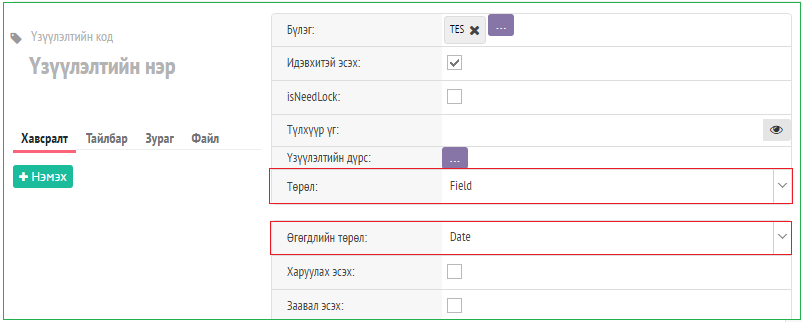 Үзүүлэлтийн код
Үзүүлэлтийн нэр
Хавсралт Тайлбар Зураг Файл
+ Нэмэх
Бүлэг: TES ✖ ...
Идэвхитэй эсэх:
isNeedLock:
Түлхүүр үг:
Үзүүлэлтийн дүрс: ...
Төрөл: Field
Өгөгдлийн төрөл: Date
Харуулах эсэх:
Заавал эсэх: